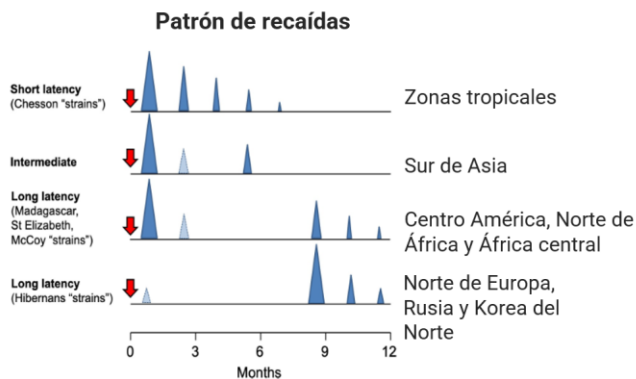 Patrón de recaídas
Short latency
(Chesson "strains")
Zonas tropicales
Intermediate
Sur de Asia
Long latency
(Madagascar,
St Elizabeth,
McCoy "strains")
Centro América, Norte de
África y África central
Long latency
(Hibernans "strains")
Norte de Europa,
Rusia y Korea del
Norte
0 3 6 9 12
Months